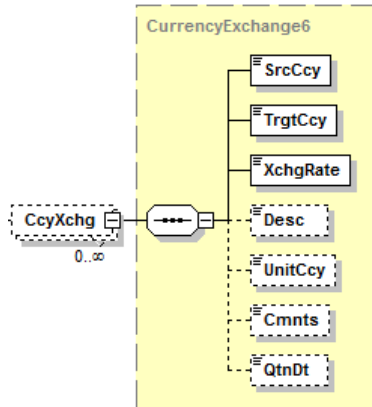 CurrencyExchange6
SrcCcy
TrgtCcy
XchgRate
CcyXchg
0..∞
Desc
UnitCcy
Cmnts
QtnDt